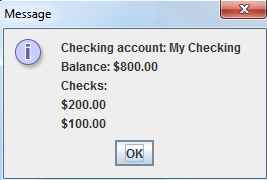 Message
Checking account: My Checking
Balance: $800.00
Checks:
$200.00
$100.00
OK